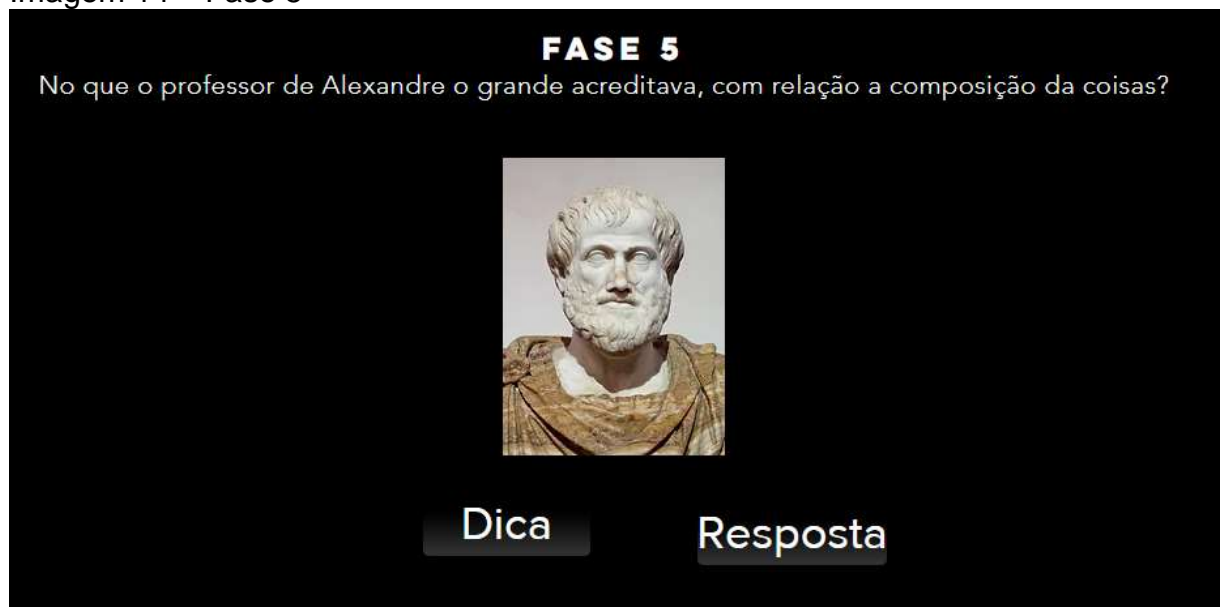 FASE 5
No que o professor de Alexandre o grande acreditava, com relação a composição da coisas?
Dica
Resposta